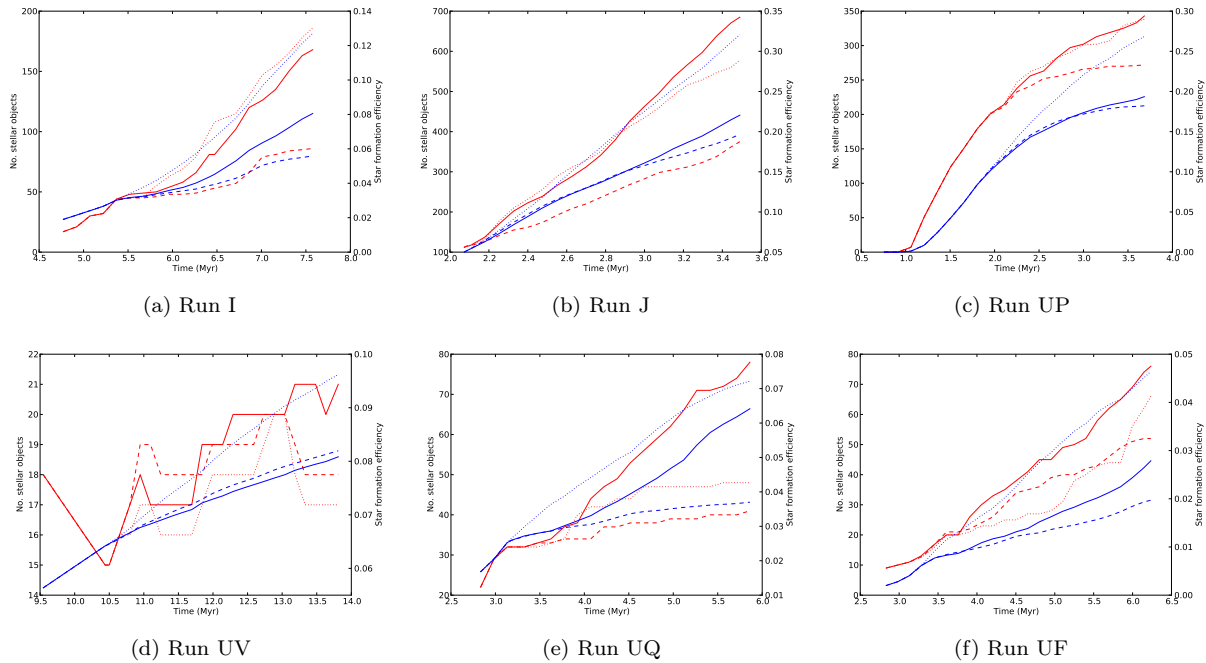 200
150
100
50
0
No. stellar objects
4.5 5.0 5.5 6.0 6.5 7.0 7.5 8.0
Time (Myr)
0.14
0.12
0.10
0.08
0.06
0.04
0.02
0.00
Star formation efficiency
(a) Run I
700
600
500
400
300
200
100
No. stellar objects
2.0 2.2 2.4 2.6 2.8 3.0 3.2 3.4 3.6
Time (Myr)
0.35
0.30
0.25
0.20
0.15
0.10
0.05
Star formation efficiency
(b) Run J
350
300
250
200
150
100
50
0
No. stellar objects
0.5 1.0 1.5 2.0 2.5 3.0 3.5 4.0
Time (Myr)
0.30
0.25
0.20
0.15
0.10
0.05
0.00
Star formation efficiency
(c) Run UP
22
21
20
19
18
17
16
15
14
No. stellar objects
9.5 10.0 10.5 11.0 11.5 12.0 12.5 13.0 13.5 14.0
Time (Myr)
0.10
0.09
0.08
0.07
0.06
Star formation efficiency
(d) Run UV
80
70
60
50
40
30
20
No. stellar objects
2.5 3.0 3.5 4.0 4.5 5.0 5.5 6.0
Time (Myr)
0.08
0.07
0.06
0.05
0.04
0.03
0.02
0.01
Star formation efficiency
(e) Run UQ
80
70
60
50
40
30
20
10
0
No. stellar objects
2.5 3.0 3.5 4.0 4.5 5.0 5.5 6.0 6.5
Time (Myr)
0.05
0.04
0.03
0.02
0.01
0.00
Star formation efficiency
(f) Run UF